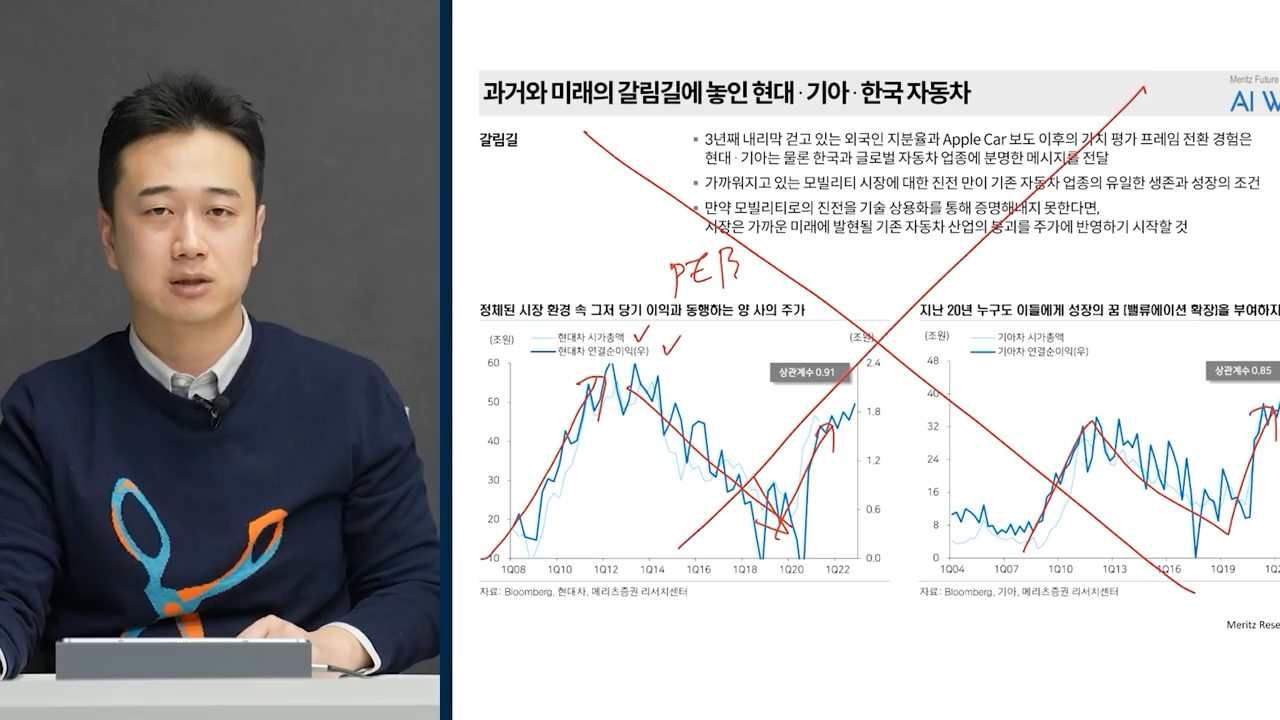 과거와 미래의 갈림길에 놓인 현대·기아·한국 자동차
Meritz Future
AI W
갈림길
▪ 3년째 내리막 걷고 있는 외국인 지분율과 Apple Car 보도 이후의 가치 평가 프레임 전환 경험은
현대·기아는 물론 한국과 글로벌 자동차 업종에 분명한 메시지를 전달
▪ 가까워지고 있는 모빌리티 시장에 대한 진전 만이 기존 자동차 업종의 유일한 생존과 성장의 조건
▪ 만약 모빌리티로의 진전을 기술 상용화를 통해 증명해내지 못한다면,
시장은 가까운 미래에 발현될 기존 자동차 산업의 붕괴를 주가에 반영하기 시작할 것
정체된 시장 환경 속 그저 당기 이익과 동행하는 양 사의 주가
(조원)
현대차 시가총액
현대차 연결순이익(우)
(조원)
상관계수 0.91
60
50
40
30
20
10
2.4
1.8
1.2
0.6
0.0
1Q08 1Q10 1Q12 1Q14 1Q16 1Q18 1Q20 1Q22
자료: Bloomberg, 현대차, 메리츠증권 리서치센터
지난 20년 누구도 이들에게 성장의 꿈 (밸류에이션 확장)을 부여하지
(조원)
기아차 시가총액
기아차 연결순이익(우)
상관계수 0.85
48
40
32
24
16
8
0
1Q04 1Q07 1Q10 1Q13 1Q16 1Q19 1Q2
자료: Bloomberg, 기아, 메리츠증권 리서치센터
Meritz Rese